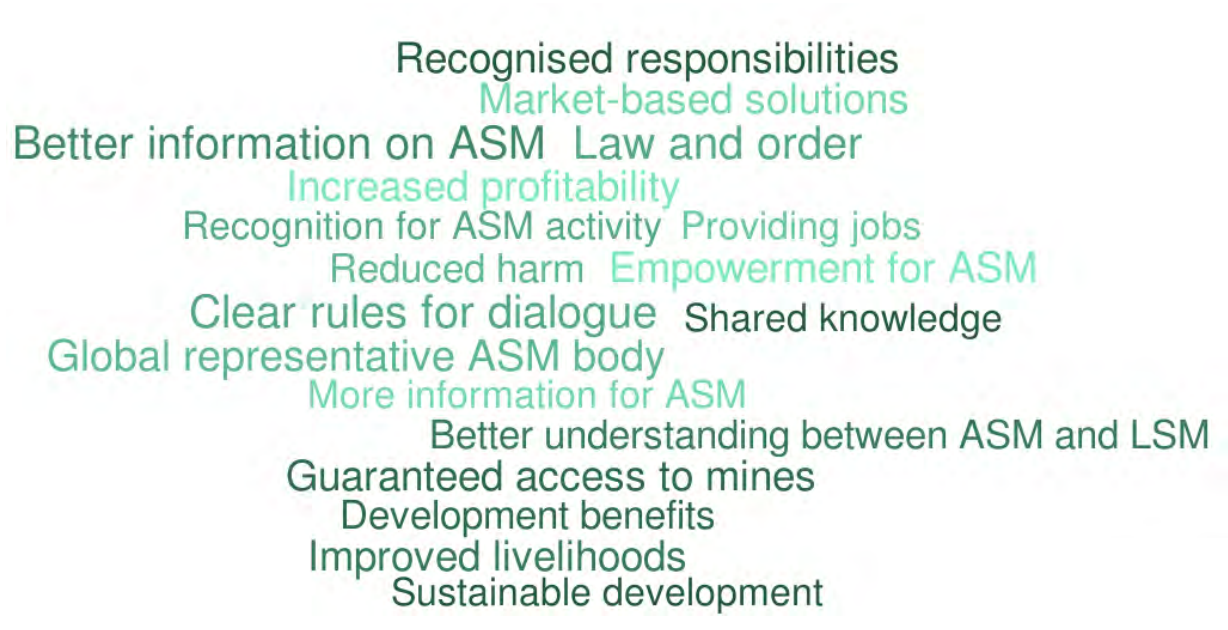 Recognised responsibilities
Market-based solutions
Better information on ASM Law and order
Increased profitability
Recognition for ASM activity Providing jobs
Reduced harm Empowerment for ASM
Clear rules for dialogue Shared knowledge
Global representative ASM body
More information for ASM
Better understanding between ASM and LSM
Guaranteed access to mines
Development benefits
Improved livelihoods
Sustainable development